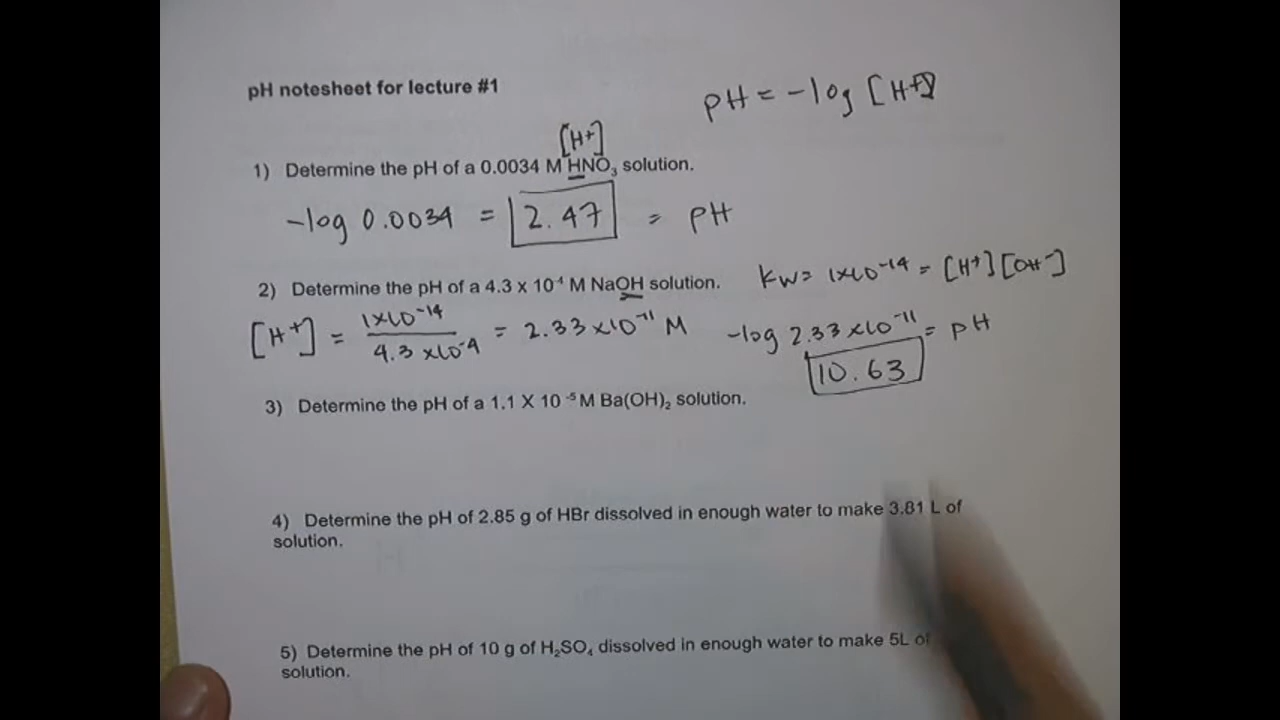 pH notesheet for lecture #1
pH = -log [H+]
[H+]
1) Determine the pH of a 0.0034 M HNO₃ solution.
-log 0.0034 = 2.47 = pH
2) Determine the pH of a 4.3 x 10⁻⁴ M NaOH solution.
Kw = 1x10⁻¹⁴ = [H+][OH-]
[H+] = 1x10⁻¹⁴ / 4.3x10⁻⁴ = 2.33x10⁻¹¹ M
-log 2.33x10⁻¹¹ = pH
10.63
3) Determine the pH of a 1.1 X 10 ⁻⁵ M Ba(OH)₂ solution.
4) Determine the pH of 2.85 g of HBr dissolved in enough water to make 3.81 L of
solution.
5) Determine the pH of 10 g of H₂SO₄ dissolved in enough water to make 5L of
solution.